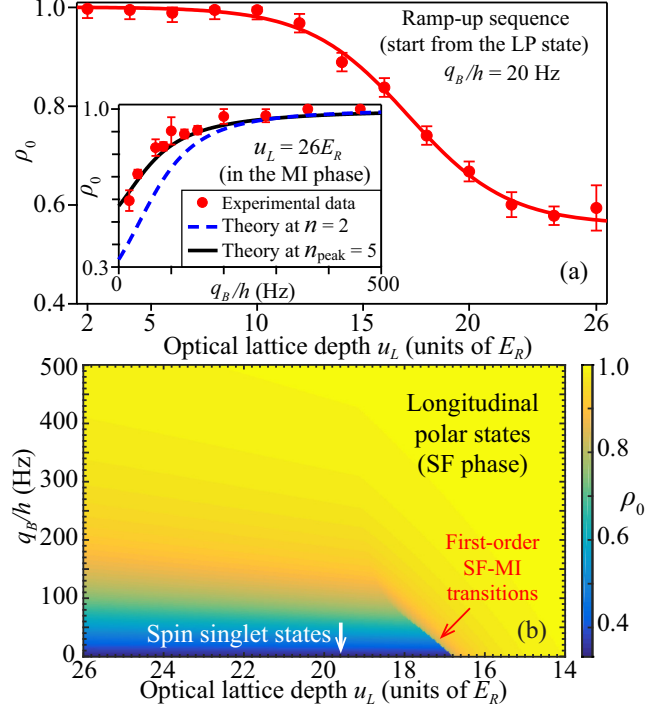 1.0
0.8
0.6
0.4
ρ0
Ramp-up sequence
(start from the LP state)
qB/h = 20 Hz
1.0
ρ0
0.3
uL = 26ER
(in the MI phase)
Experimental data
Theory at n = 2
Theory at npeak = 5
0
qB/h (Hz)
500
(a)
2
5
10
15
20
26
Optical lattice depth uL (units of ER)
500
400
300
200
100
0
qB/h (Hz)
Longitudinal
polar states
(SF phase)
First-order
SF-MI
transitions
Spin singlet states
(b)
1.0
0.8
0.6
0.4
ρ0
26
24
22
20
18
16
14
Optical lattice depth uL (units of ER)